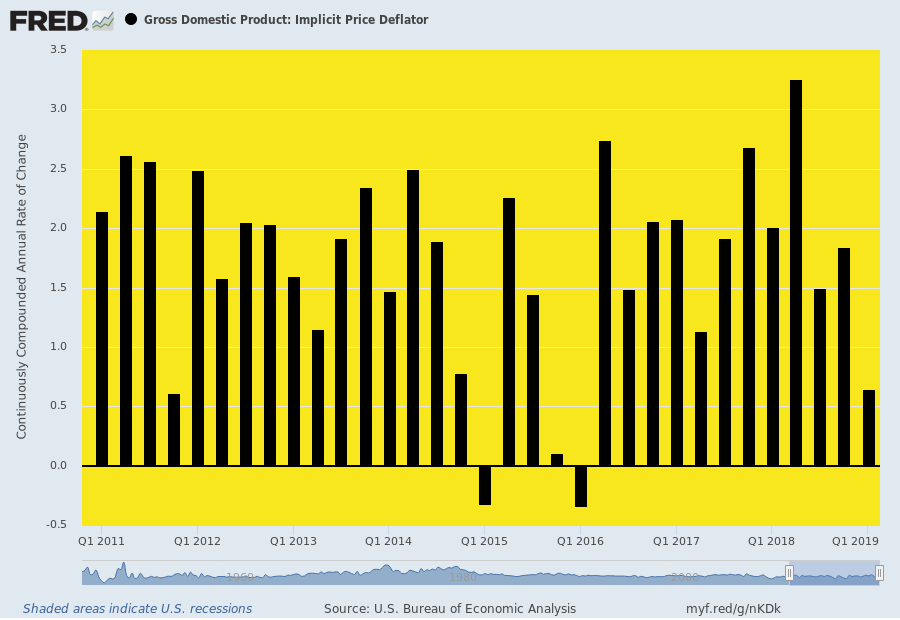 FRED
Gross Domestic Product: Implicit Price Deflator
Continuously Compounded Annual Rate of Change
3.5
3.0
2.5
2.0
1.5
1.0
0.5
0.0
-0.5
Q1 2011 Q1 2012 Q1 2013 Q1 2014 Q1 2015 Q1 2016 Q1 2017 Q1 2018 Q1 2019
1960 1980 2000
Shaded areas indicate U.S. recessions Source: U.S. Bureau of Economic Analysis myf.red/g/nKDk